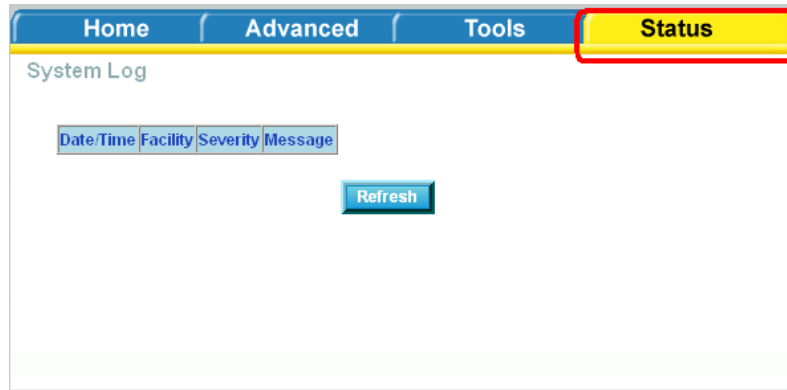 Home Advanced Tools Status
System Log
Date/Time Facility Severity Message
Refresh